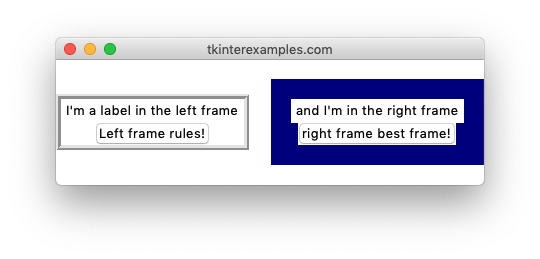 tkinterexamples.com
I'm a label in the left frame
Left frame rules!
and I'm in the right frame
right frame best frame!